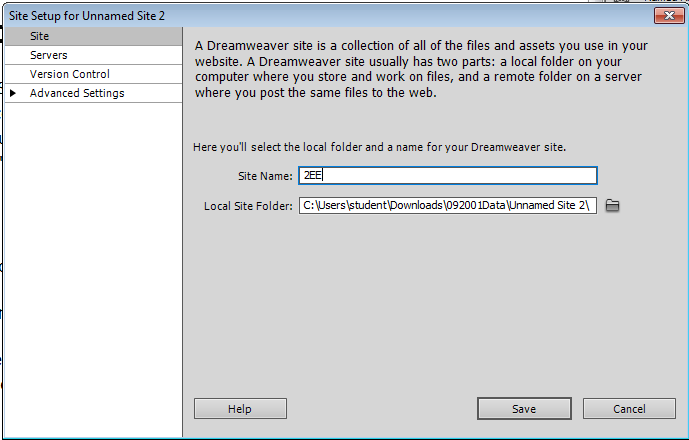 Site Setup for Unnamed Site 2
Site
Servers
Version Control
Advanced Settings
A Dreamweaver site is a collection of all of the files and assets you use in your
website. A Dreamweaver site usually has two parts: a local folder on your
computer where you store and work on files, and a remote folder on a server
where you post the same files to the web.
Here you'll select the local folder and a name for your Dreamweaver site.
Site Name: 2EE
Local Site Folder: C:\Users\student\Downloads\092001Data\Unnamed Site 2\
Help Save Cancel